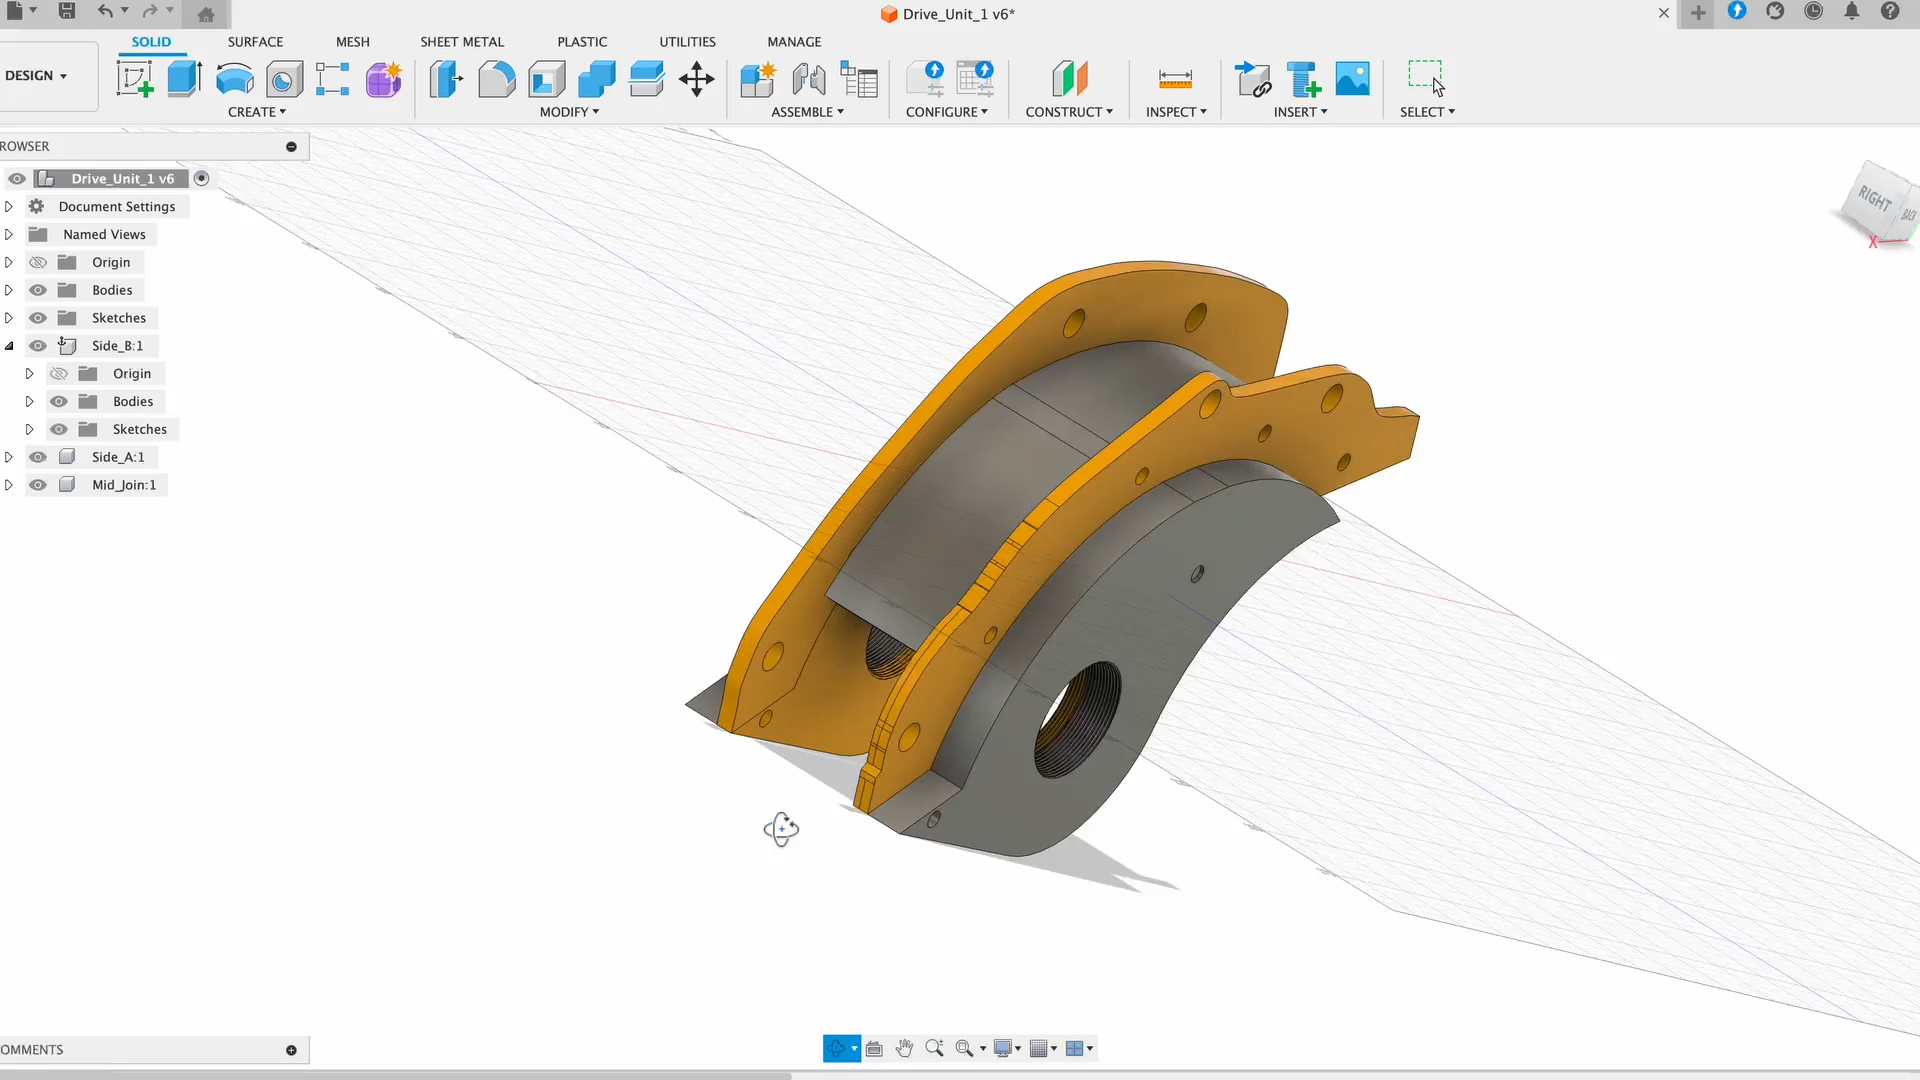 Drive_Unit_1 v6*
SOLID SURFACE MESH SHEET METAL PLASTIC UTILITIES MANAGE
DESIGN
CREATE MODIFY ASSEMBLE CONFIGURE CONSTRUCT INSPECT INSERT SELECT
ROWSER
Drive_Unit_1 v6
Document Settings
Named Views
Origin
Bodies
Sketches
Side_B:1
Origin
Bodies
Sketches
Side_A:1
Mid_Join:1
RIGHT
BACK
X
OMMENTS